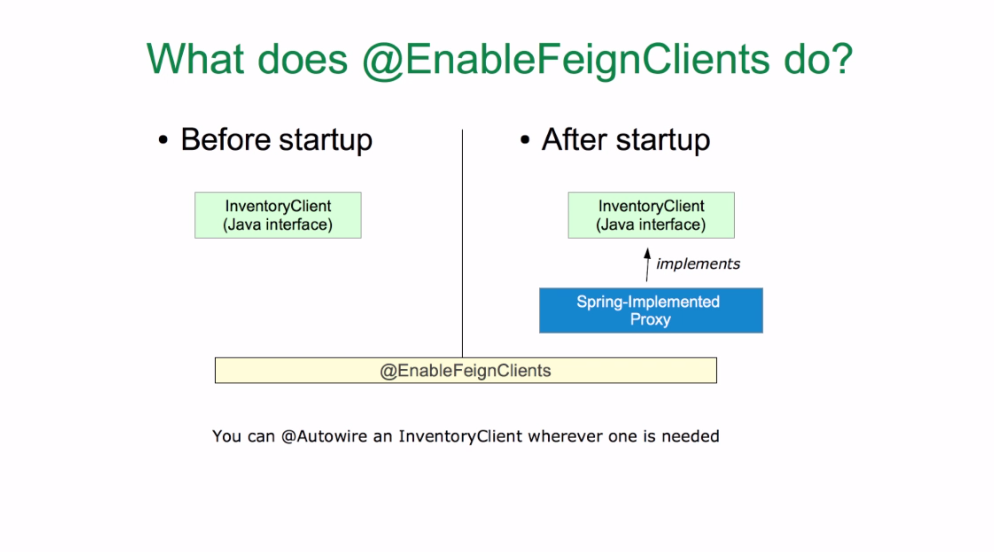 What does @EnableFeignClients do?
• Before startup
• After startup
InventoryClient
(Java interface)
InventoryClient
(Java interface)
implements
Spring-Implemented
Proxy
@EnableFeignClients
You can @Autowire an InventoryClient wherever one is needed